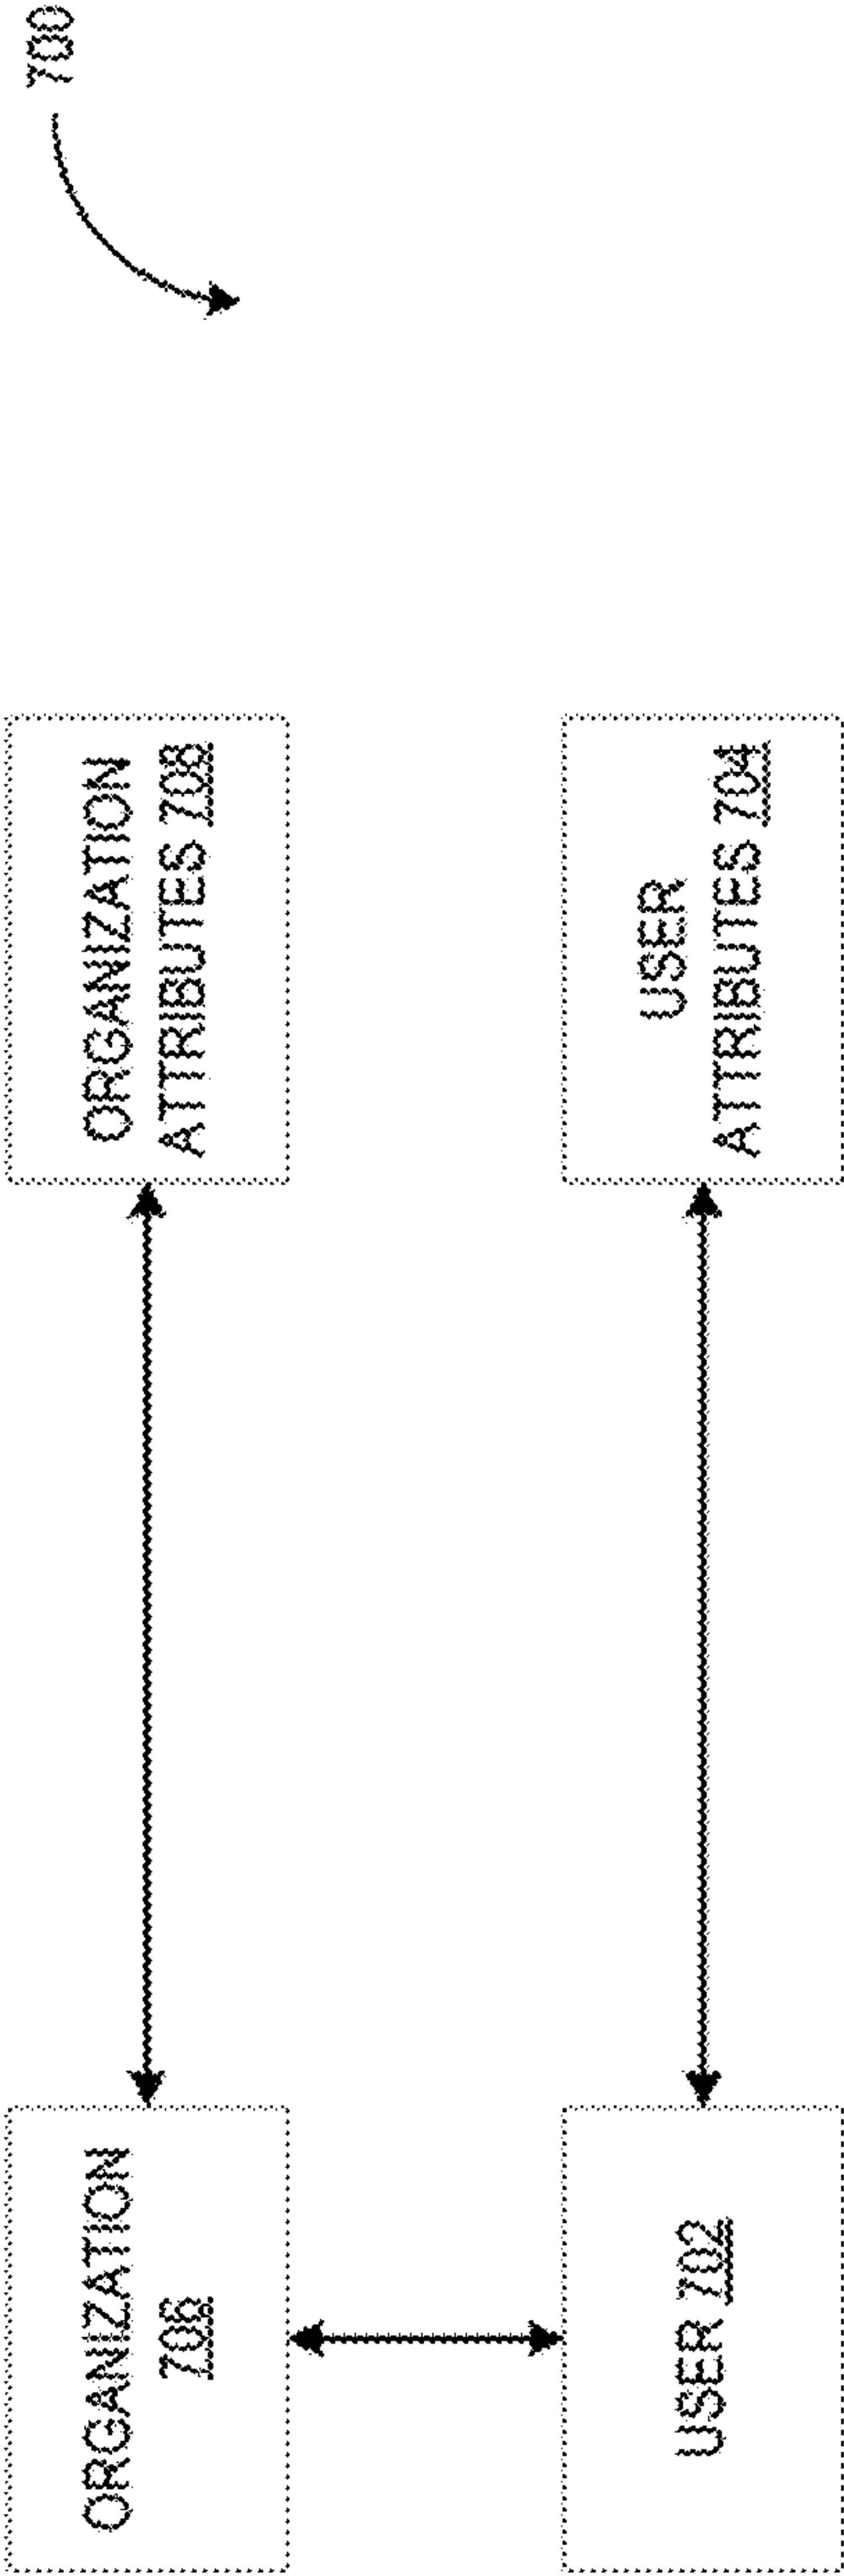 700
ORGANIZATION
706
ORGANIZATION
ATTRIBUTES 708
USER 702
USER
ATTRIBUTES 704